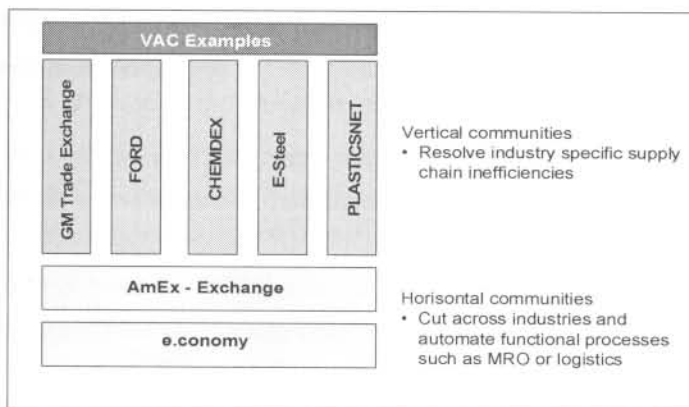 VAC Examples
GM Trade Exchange
FORD
CHEMDEX
E-Steel
PLASTICSNET
Vertical communities
• Resolve industry specific supply
chain inefficiencies
AmEx - Exchange
e.conomy
Horisontal communities
• Cut across industries and
automate functional processes
such as MRO or logistics